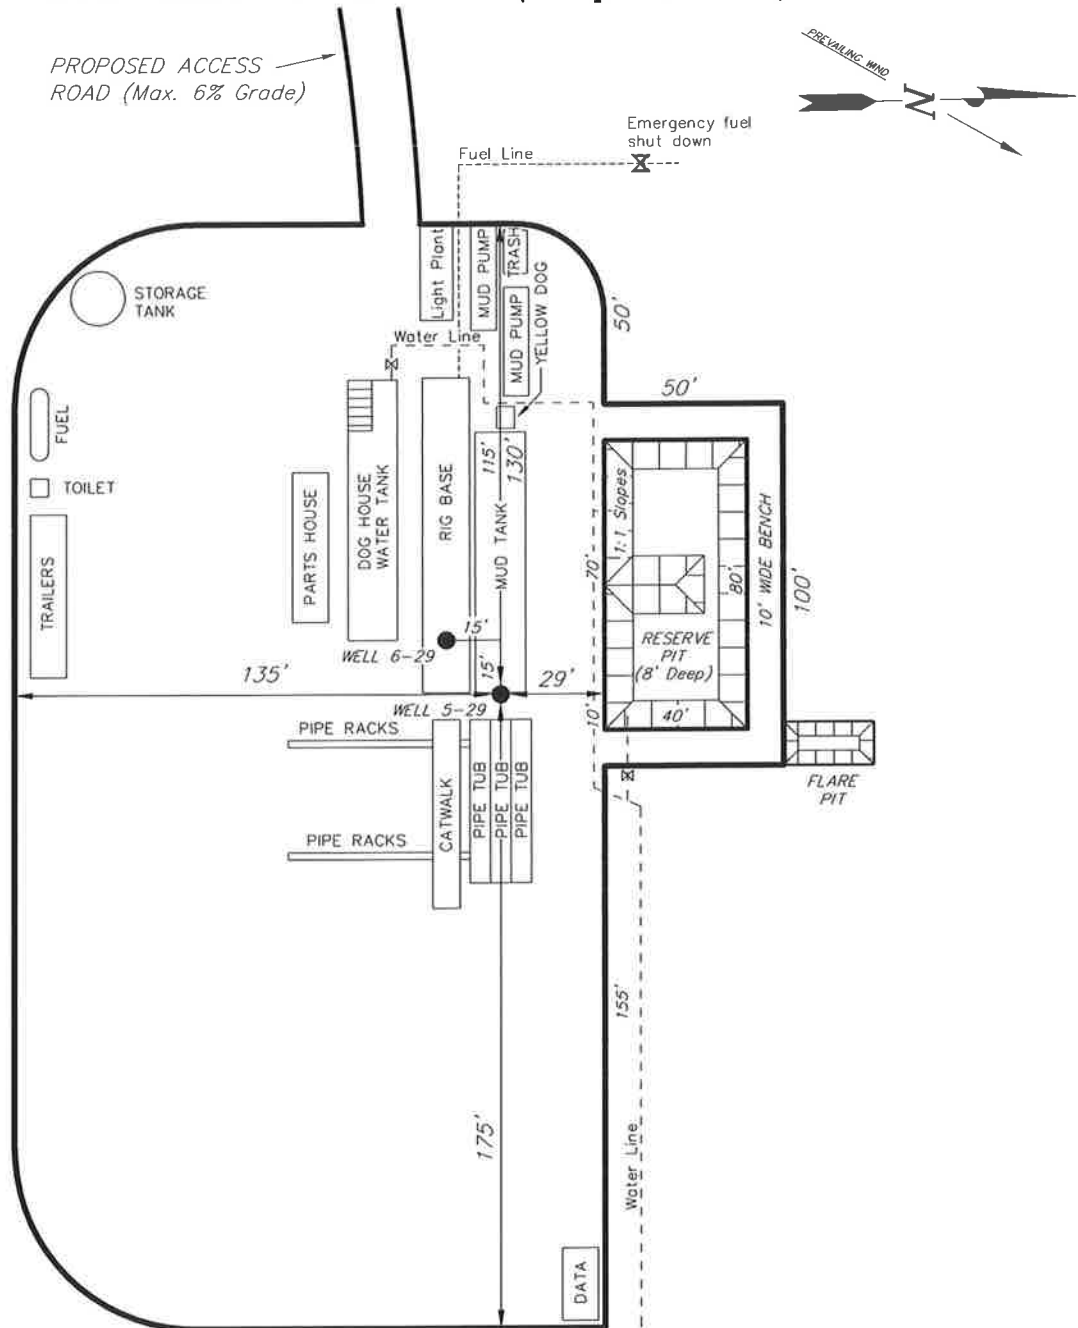 PROPOSED ACCESS
ROAD (Max. 6% Grade)
PREVAILING WIND
N
Emergency fuel
shut down
Fuel Line
Light Plant
MUD PUMP
TRASH
MUD PUMP
YELLOW DOG
50'
STORAGE
TANK
Water Line
50'
FUEL
TOILET
TRAILERS
PARTS HOUSE
DOG HOUSE
WATER TANK
RIG BASE
115'
130'
MUD TANK
1:1 Slopes
70'
80'
10' WIDE BENCH
100'
RESERVE
PIT
(8' Deep)
15'
WELL 6-29
15'
135'
29'
WELL 5-29
10'
40'
PIPE RACKS
PIPE RACKS
CATWALK
PIPE TUB
PIPE TUB
PIPE TUB
FLARE
PIT
155'
175'
Water Line
DATA